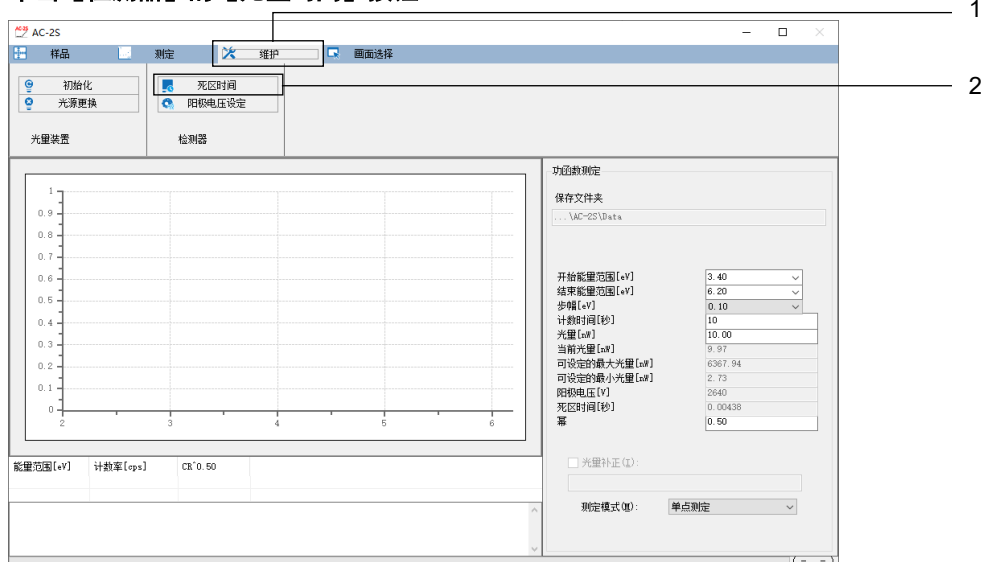 1
AC-2S
样品 测定 维护 画面选择
初始化 死区时间
2
光源更换 阳极电压设定
光量装置 检测器
功函数测定
保存文件夹
...\AC-2S\Data
1
0.9
0.8
0.7
0.6
0.5
0.4
0.3
0.2
0.1
0
2 3 4 5 6
开始能量范围[eV] 3.40
结束能量范围[eV] 6.20
步幅[eV] 0.10
计数时间[秒] 10
光量[nW] 10.00
当前光量[nW] 9.97
可设定的最大光量[nW] 6367.94
可设定的最小光量[nW] 2.73
阳极电压[V] 2640
死区时间[秒] 0.00438
幂 0.50
能量范围[eV] 计数率[cps] CR^0.50
光量补正(I):
测定模式(M): 单点测定